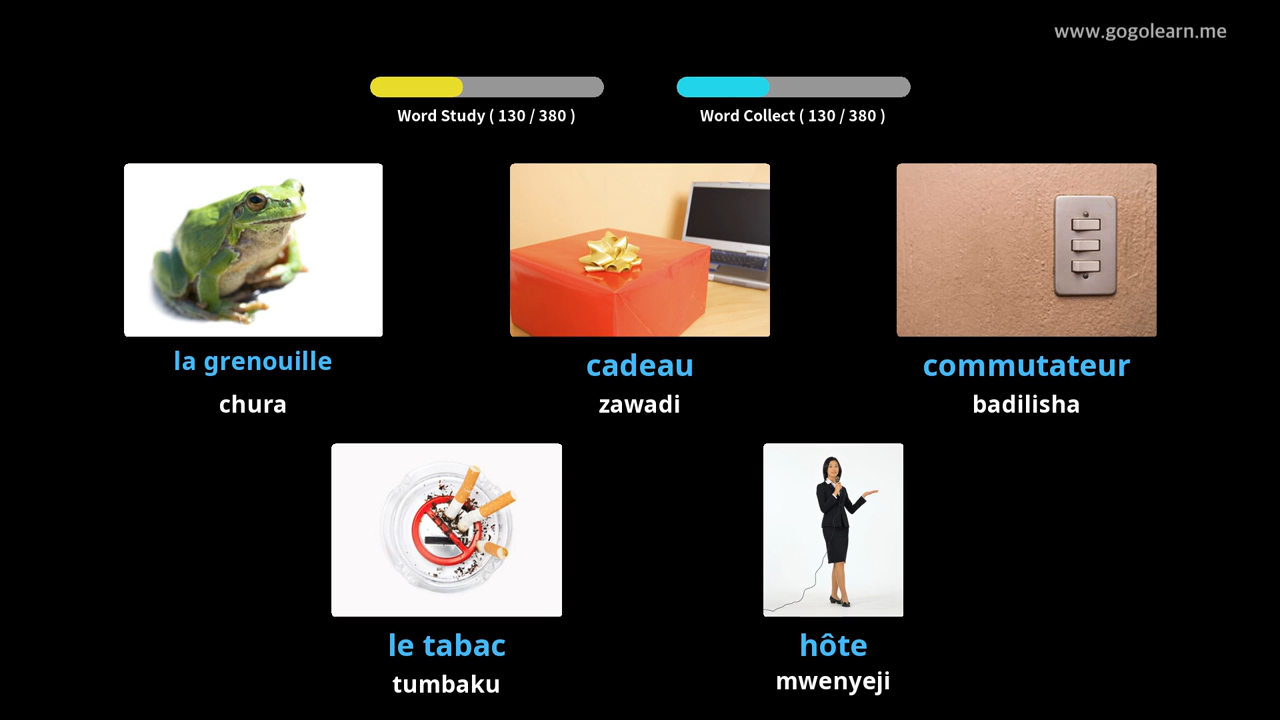 www.gogolearn.me
Word Study ( 130 / 380 )
Word Collect ( 130 / 380 )
la grenouille
chura
cadeau
zawadi
commutateur
badilisha
le tabac
tumbaku
hôte
mwenyeji